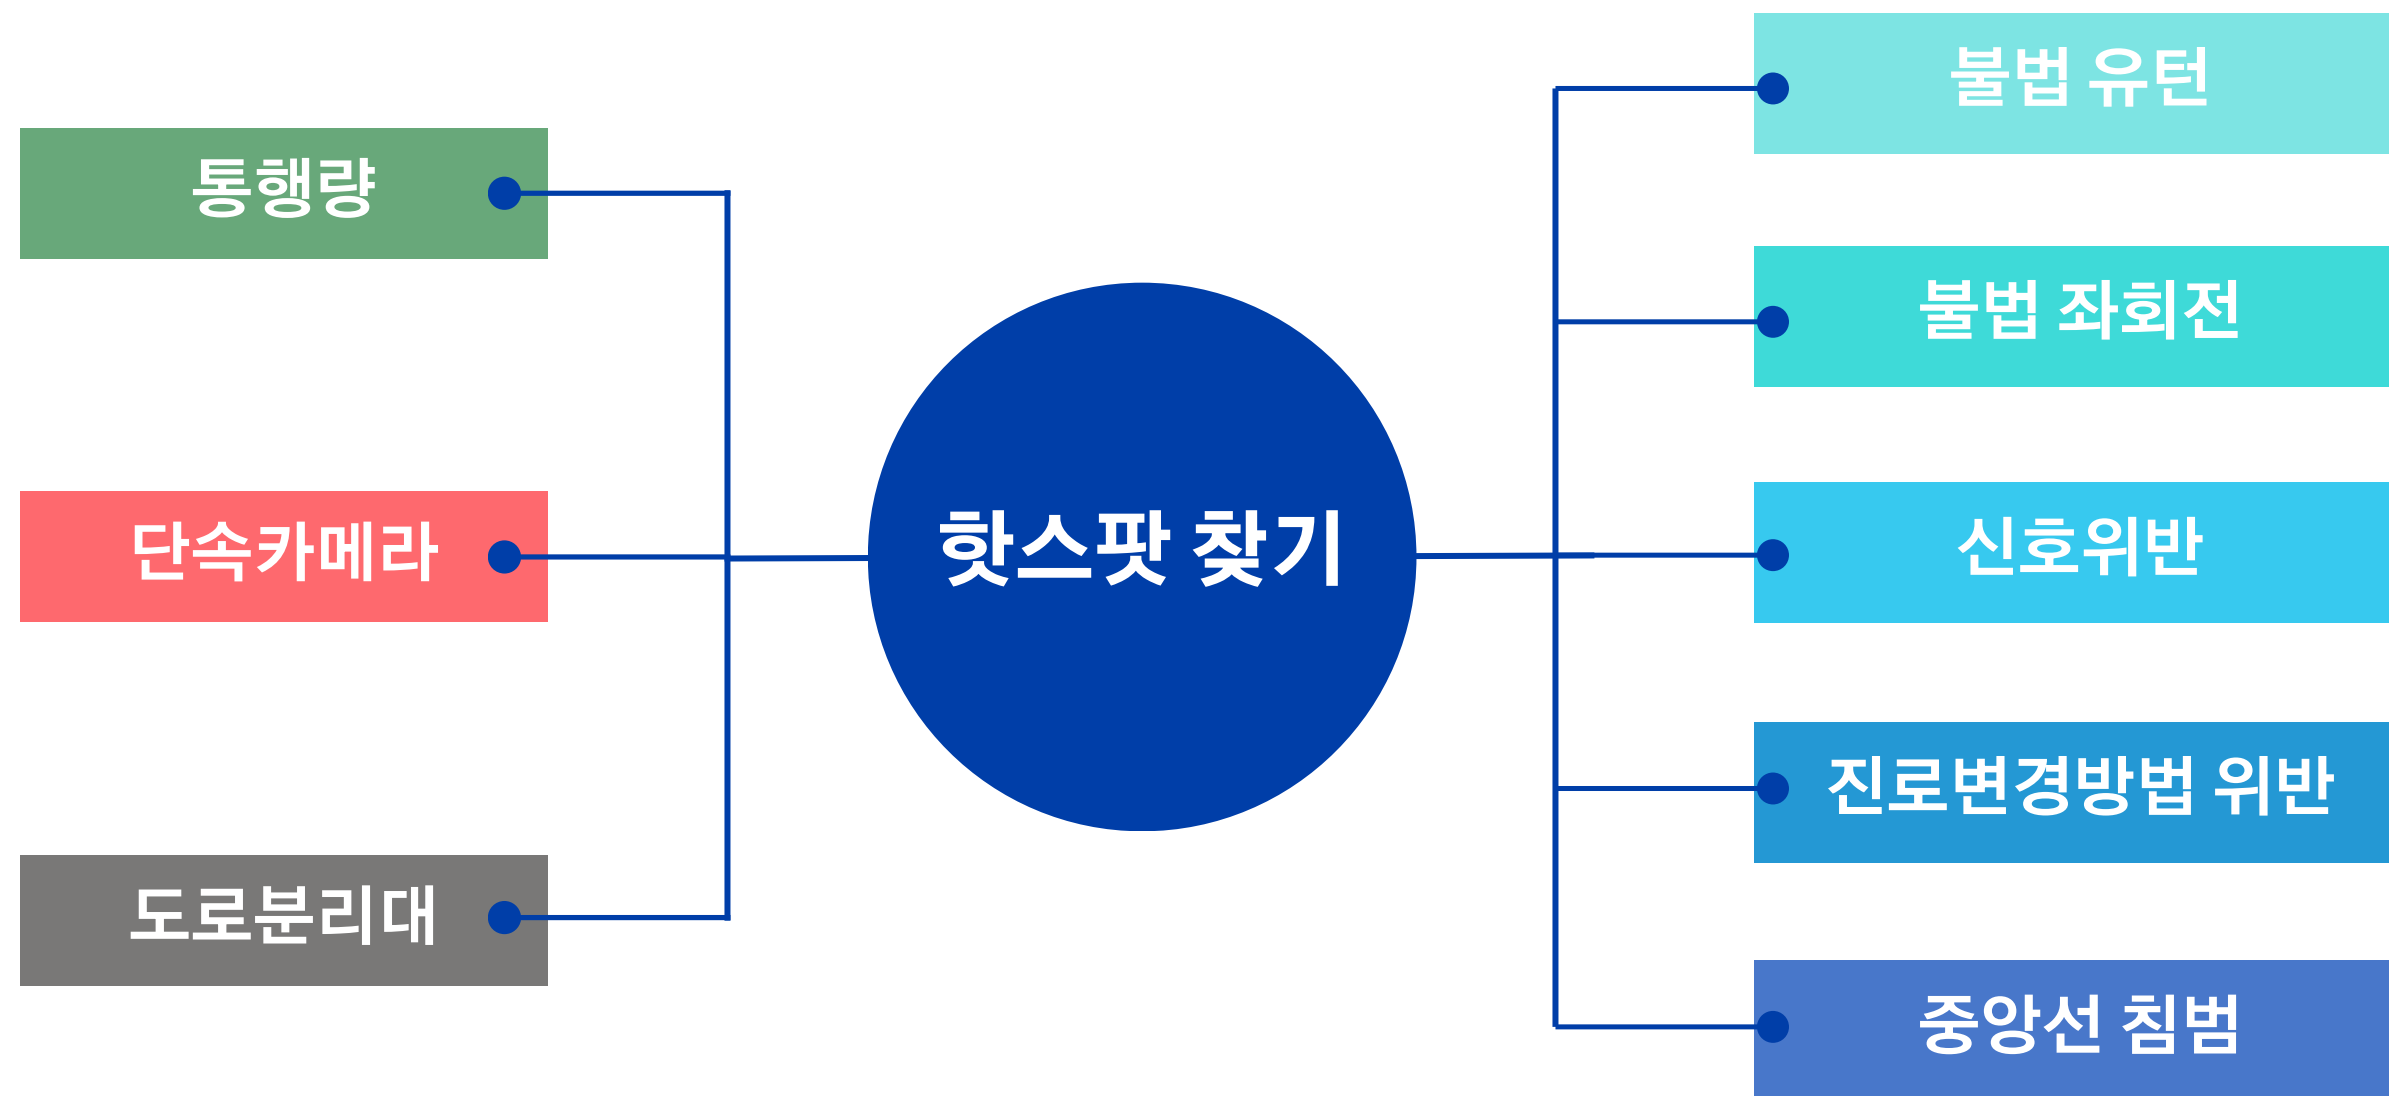 통행량
단속카메라
도로분리대
핫스팟 찾기
불법 유턴
불법 좌회전
신호위반
진로변경방법 위반
중앙선 침범